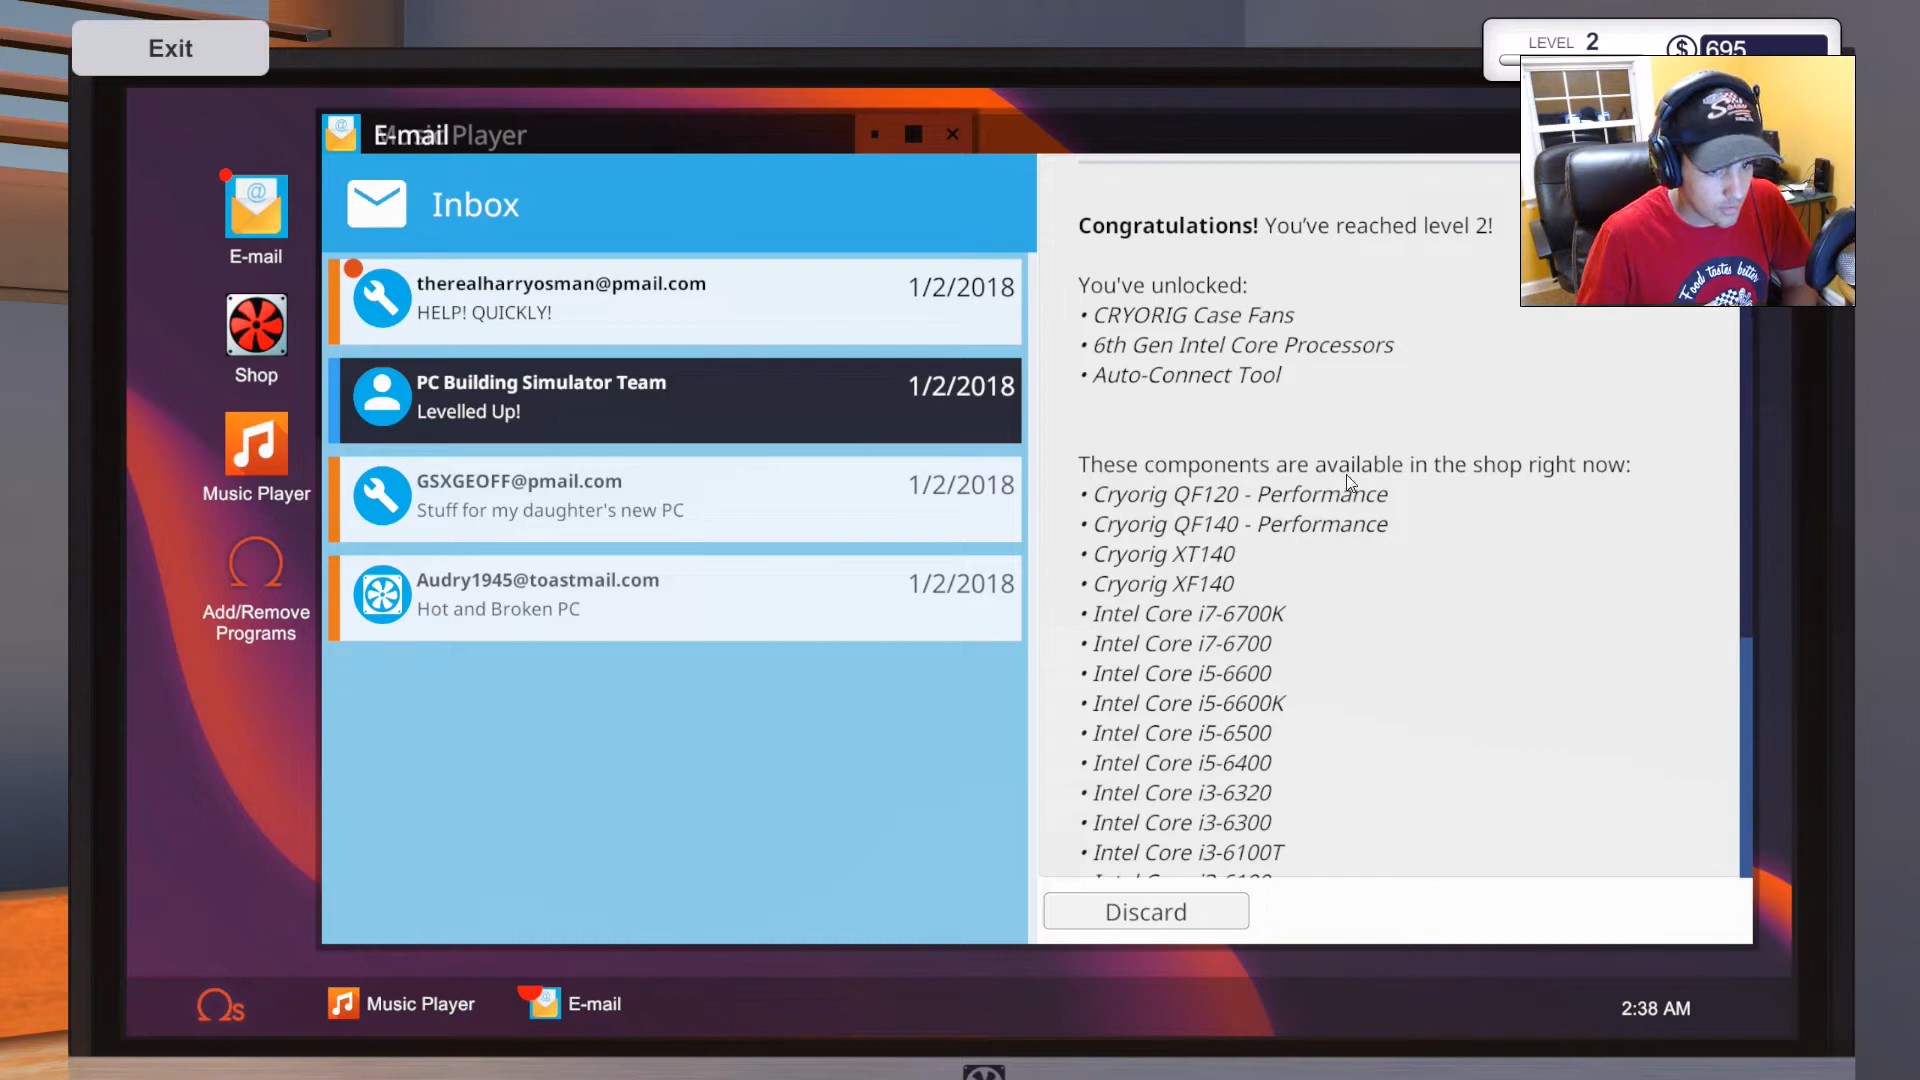 Exit
LEVEL 2
$ 695
E-mail
Player
Inbox
therealharryosman@pmail.com 1/2/2018
HELP! QUICKLY!
PC Building Simulator Team 1/2/2018
Levelled Up!
GSXGEOFF@pmail.com 1/2/2018
Stuff for my daughter's new PC
Audry1945@toastmail.com 1/2/2018
Hot and Broken PC
E-mail
Shop
Music Player
Add/Remove
Programs
Congratulations! You've reached level 2!
You've unlocked:
• CRYORIG Case Fans
• 6th Gen Intel Core Processors
• Auto-Connect Tool
These components are available in the shop right now:
• Cryorig QF120 - Performance
• Cryorig QF140 - Performance
• Cryorig XT140
• Cryorig XF140
• Intel Core i7-6700K
• Intel Core i7-6700
• Intel Core i5-6600
• Intel Core i5-6600K
• Intel Core i5-6500
• Intel Core i5-6400
• Intel Core i3-6320
• Intel Core i3-6300
• Intel Core i3-6100T
Discard
Food tastes better
Ωs
Music Player
E-mail
2:38 AM